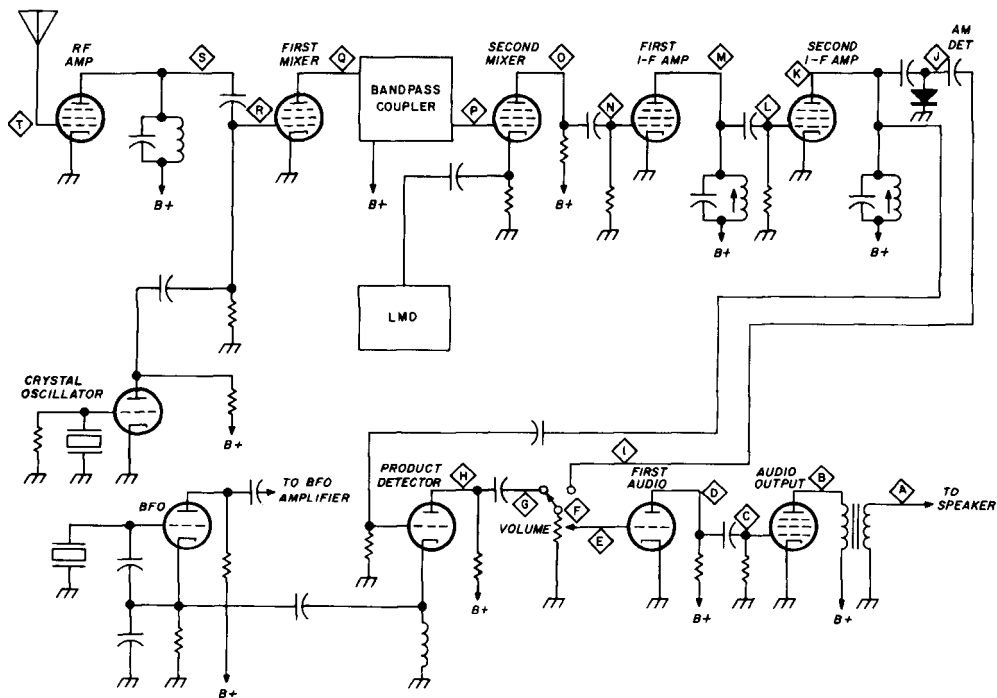 RF
AMP
S
FIRST
MIXER
Q
BANDPASS
COUPLER
SECOND
MIXER
O
FIRST
I-F AMP
M
SECOND
I-F AMP
K
J
AM
DET
T
R
P
N
L
B+
B+
B+
B+
B+
LMD
CRYSTAL
OSCILLATOR
B+
TO BFO
AMPLIFIER
BFO
PRODUCT
DETECTOR
H
G
VOLUME
F
E
I
FIRST
AUDIO
D
C
AUDIO
OUTPUT
B
A
TO
SPEAKER
B+
B+
B+
B+